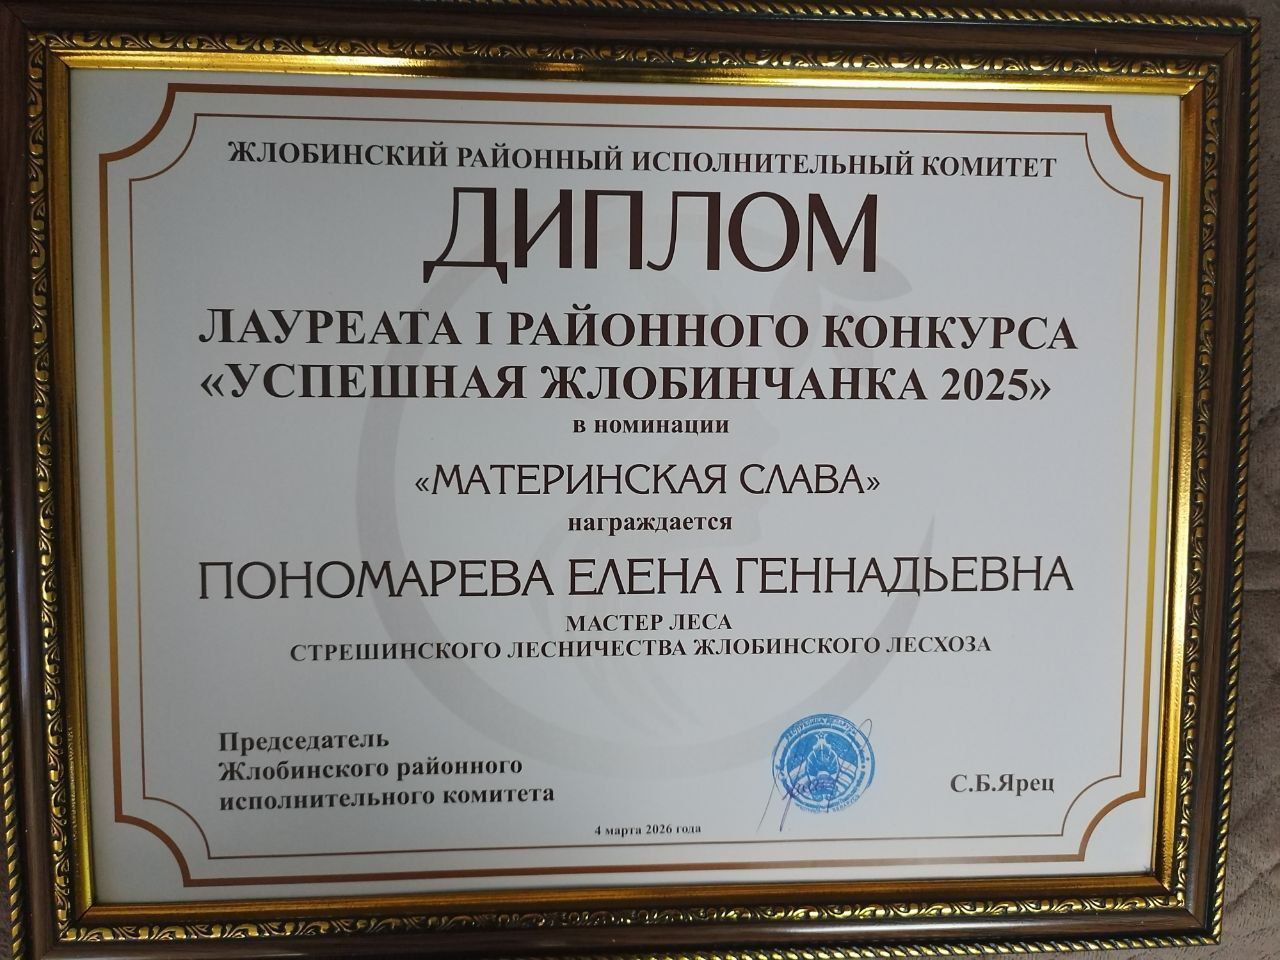 ЖЛОБИНСКИЙ РАЙОННЫЙ ИСПОЛНИТЕЛЬНЫЙ КОМИТЕТ
ДИПЛОМ
ЛАУРЕАТА I РАЙОННОГО КОНКУРСА
«УСПЕШНАЯ ЖЛОБИНЧАНКА 2025»
в номинации
«МАТЕРИНСКАЯ СЛАВА»
награждается
ПОНОМАРЕВА ЕЛЕНА ГЕННАДЬЕВНА
МАСТЕР ЛЕСА
СТРЕШИНСКОГО ЛЕСНИЧЕСТВА ЖЛОБИНСКОГО ЛЕСХОЗА
Председатель
Жлобинского районного
исполнительного комитета
С.Б.Ярец
4 марта 2026 года